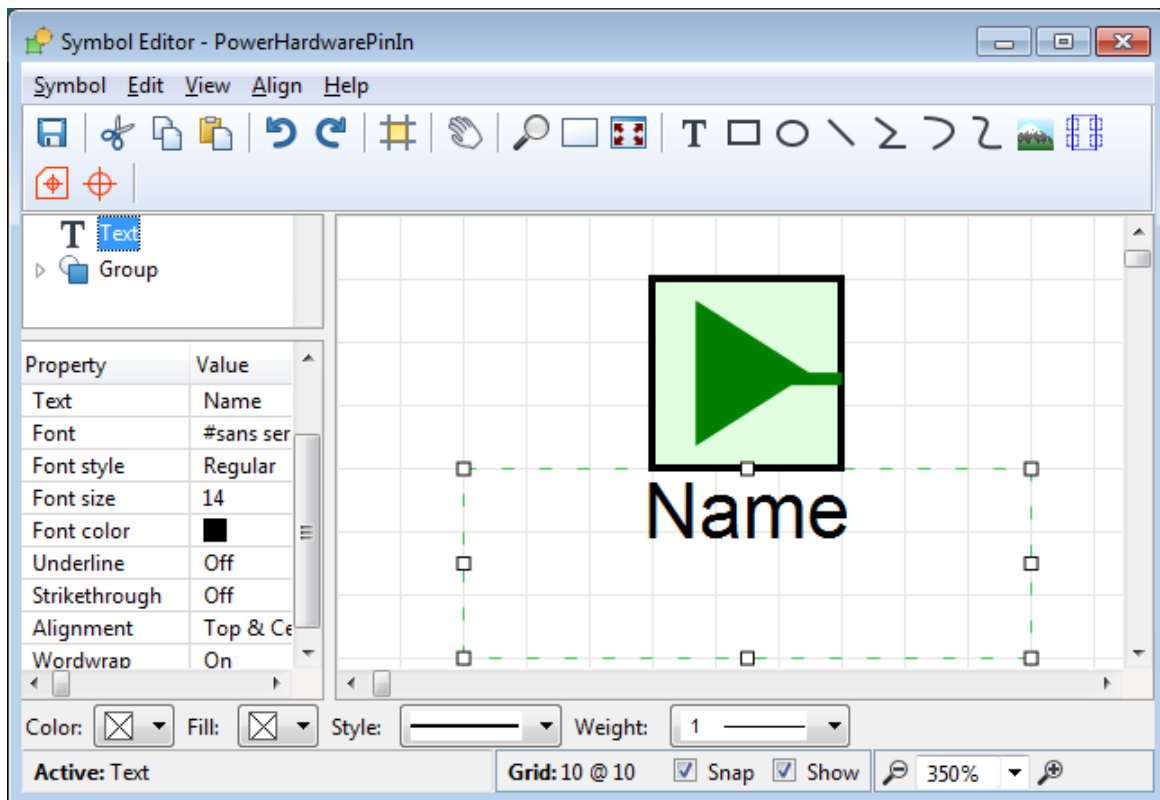 Symbol Editor - PowerHardwarePinIn
Symbol Edit View Align Help
T
T Text
Group
Property Value
Text Name
Font #sans ser
Font style Regular
Font size 14
Font color
Underline Off
Strikethrough Off
Alignment Top & Ce
Wordwrap On
Name
Color: Fill: Style: Weight: 1
Active: Text Grid: 10 @ 10 Snap Show 350%